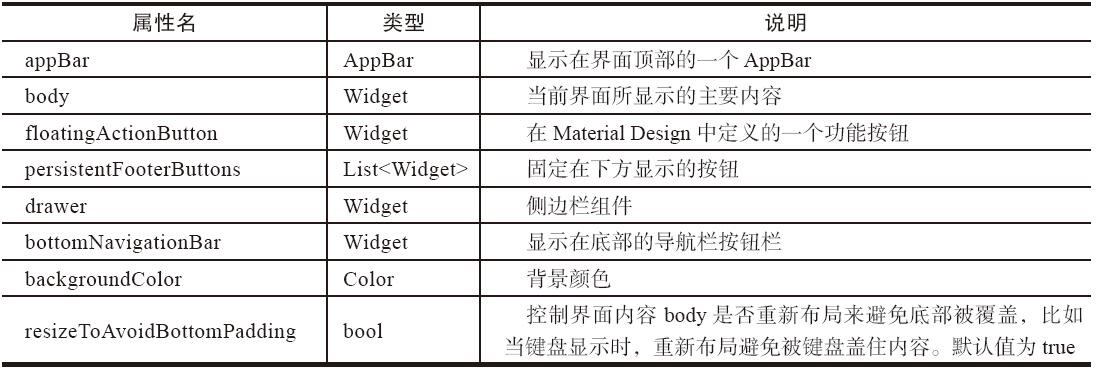 属性名 类型 说明
appBar AppBar 显示在界面顶部的一个 AppBar
body Widget 当前界面所显示的主要内容
floatingActionButton Widget 在 Material Design 中定义的一个功能按钮
persistentFooterButtons List<Widget> 固定在下方显示的按钮
drawer Widget 侧边栏组件
bottomNavigationBar Widget 显示在底部的导航栏按钮栏
backgroundColor Color 背景颜色
resizeToAvoidBottomPadding bool 控制界面内容 body 是否重新布局来避免底部被覆盖，比如
当键盘显示时，重新布局避免被键盘盖住内容。默认值为 true